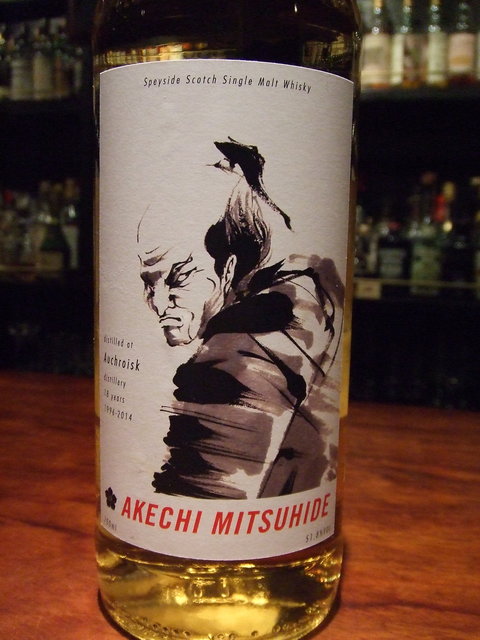 Speyside Scotch Single Malt Whisky
distilled at
Auchroisk
distillery
18 years
1996-2014
AKECHI MITSUHIDE